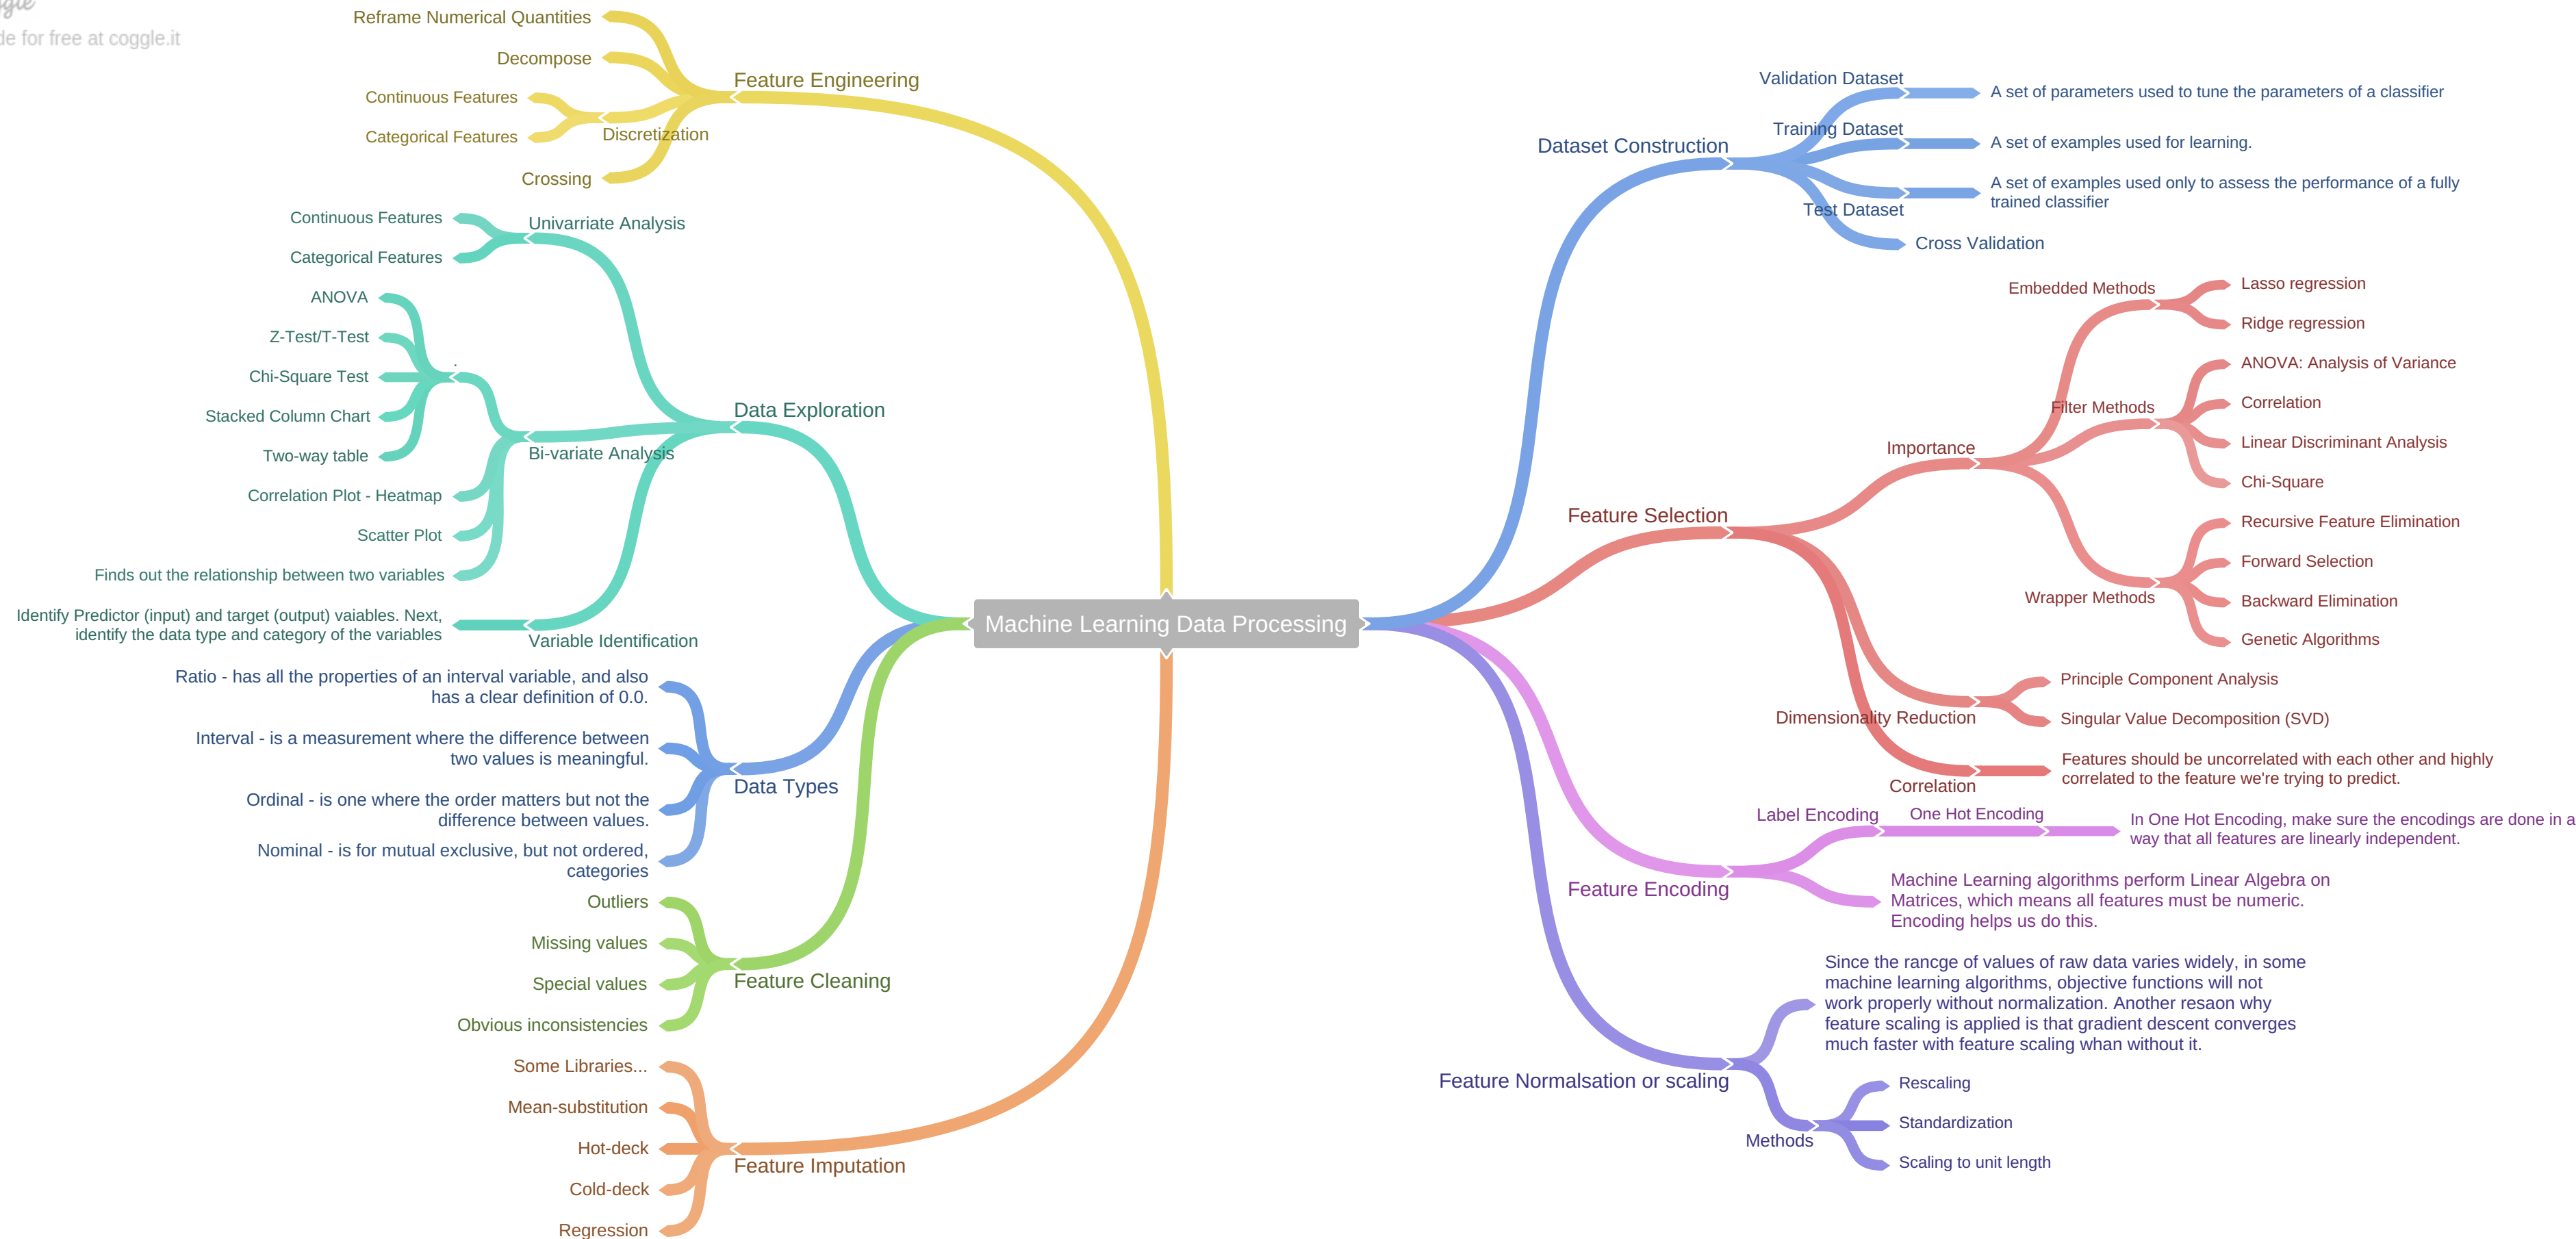 de for free at coggle.it
Reframe Numerical Quantities
Decompose
Feature Engineering
Continuous Features
Categorical Features
Discretization
Crossing
Univarriate Analysis
Continuous Features
Categorical Features
ANOVA
Z-Test/T-Test
.
Chi-Square Test
Stacked Column Chart
Two-way table
Data Exploration
Bi-variate Analysis
Correlation Plot - Heatmap
Scatter Plot
Finds out the relationship between two variables
Identify Predictor (input) and target (output) vaiables. Next,
identify the data type and category of the variables
Variable Identification
Ratio - has all the properties of an interval variable, and also
has a clear definition of 0.0.
Interval - is a measurement where the difference between
two values is meaningful.
Data Types
Ordinal - is one where the order matters but not the
difference between values.
Nominal - is for mutual exclusive, but not ordered,
categories
Outliers
Missing values
Feature Cleaning
Special values
Obvious inconsistencies
Some Libraries...
Mean-substitution
Hot-deck
Feature Imputation
Cold-deck
Regression
Machine Learning Data Processing
Dataset Construction
Validation Dataset
A set of parameters used to tune the parameters of a classifier
Training Dataset
A set of examples used for learning.
Test Dataset
A set of examples used only to assess the performance of a fully
trained classifier
Cross Validation
Feature Selection
Importance
Embedded Methods
Lasso regression
Ridge regression
Filter Methods
ANOVA: Analysis of Variance
Correlation
Linear Discriminant Analysis
Chi-Square
Wrapper Methods
Recursive Feature Elimination
Forward Selection
Backward Elimination
Genetic Algorithms
Dimensionality Reduction
Principle Component Analysis
Singular Value Decomposition (SVD)
Correlation
Features should be uncorrelated with each other and highly
correlated to the feature we're trying to predict.
Feature Encoding
Label Encoding
One Hot Encoding
In One Hot Encoding, make sure the encodings are done in a
way that all features are linearly independent.
Machine Learning algorithms perform Linear Algebra on
Matrices, which means all features must be numeric.
Encoding helps us do this.
Feature Normalsation or scaling
Since the rancge of values of raw data varies widely, in some
machine learning algorithms, objective functions will not
work properly without normalization. Another resaon why
feature scaling is applied is that gradient descent converges
much faster with feature scaling whan without it.
Methods
Rescaling
Standardization
Scaling to unit length